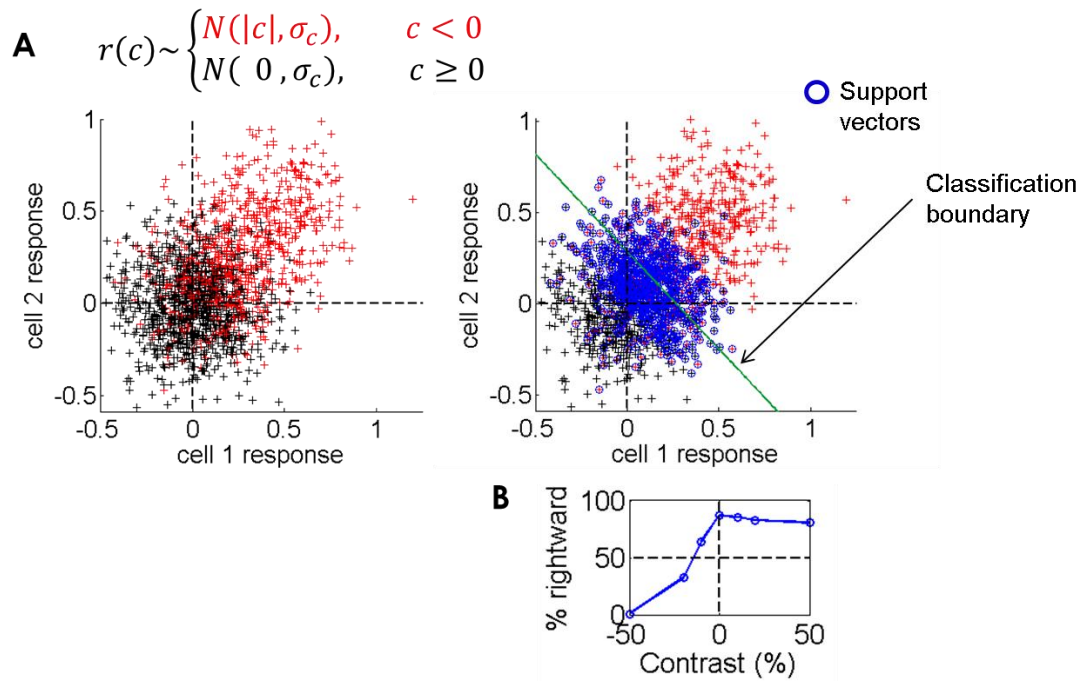 A
r(c)~{N(|c|, σc), c < 0
N( 0 , σc), c ≥ 0
Support
vectors
Classification
boundary
1
0.5
0
-0.5
cell 2 response
-0.5 0 0.5 1
cell 1 response
1
0.5
0
-0.5
cell 2 response
-0.5 0 0.5 1
cell 1 response
B
100
50
0
% rightward
-50 0 50
Contrast (%)